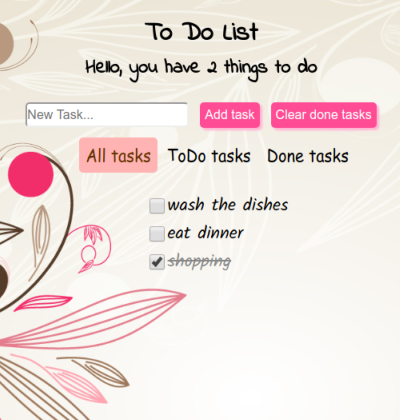 To Do List
Hello, you have 2 things to do
New Task... Add task Clear done tasks
All tasks ToDo tasks Done tasks
wash the dishes
eat dinner
shopping